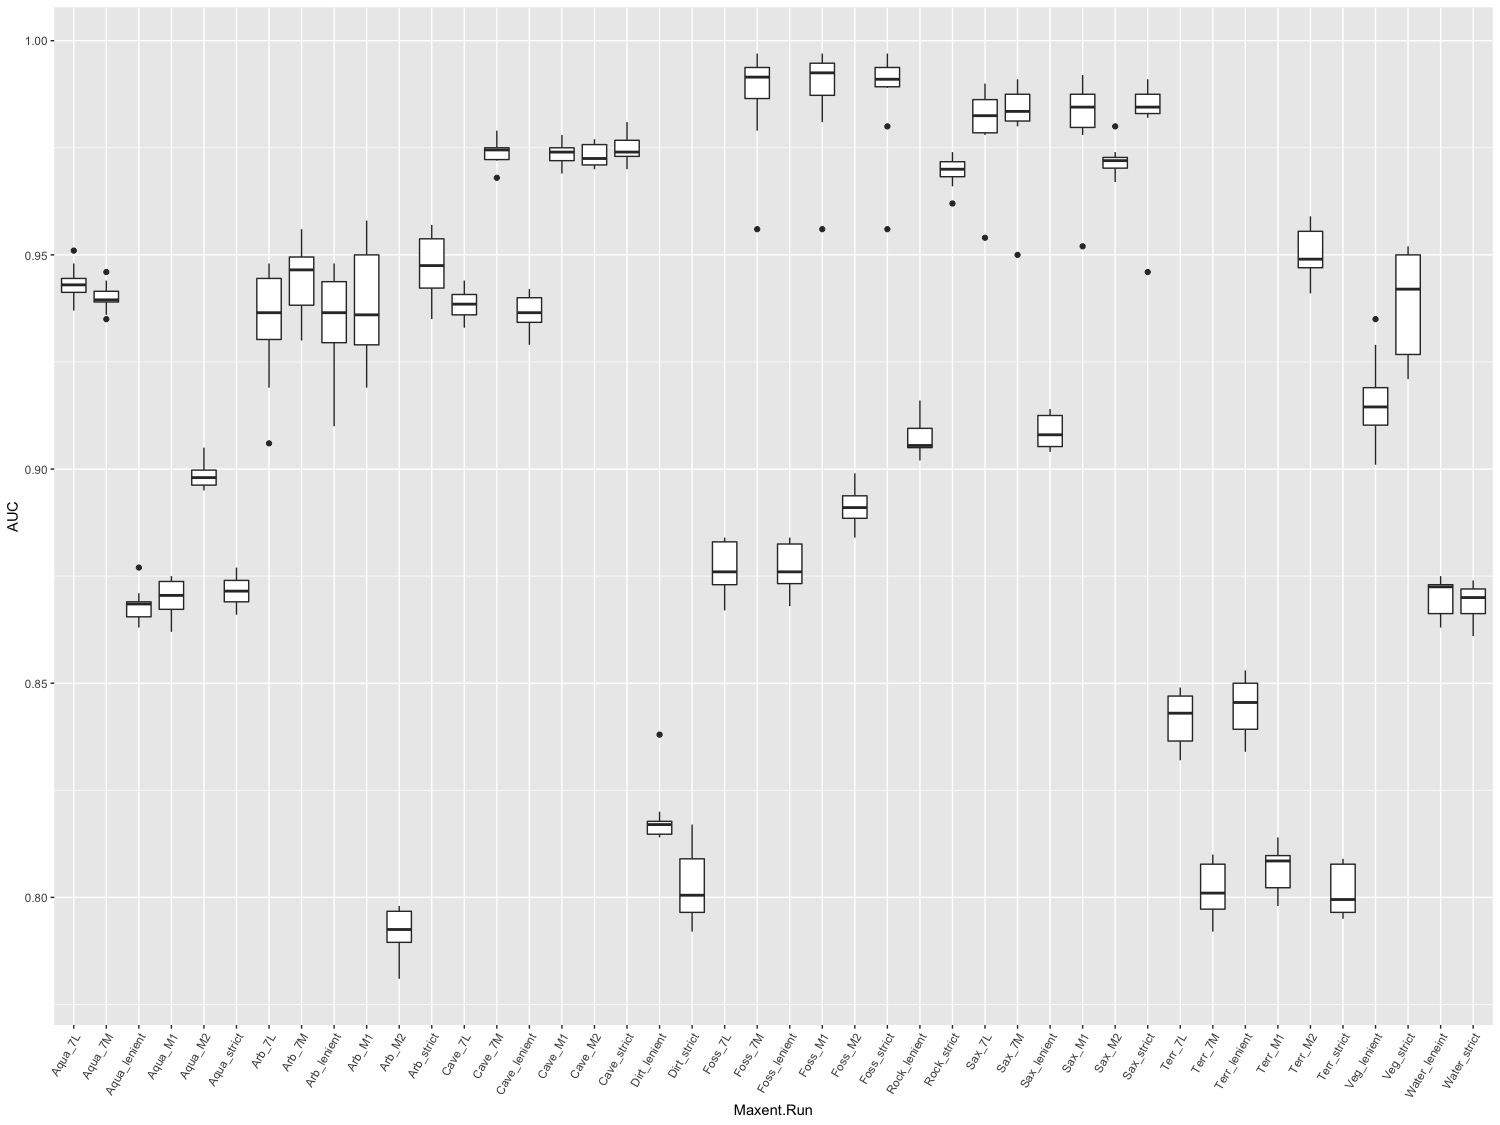 1.00
0.95
0.90
0.85
0.80
AUC
Aqua_7L
Aqua_7M
Aqua_lenient
Aqua_M1
Aqua_M2
Aqua_strict
Arb_7L
Arb_7M
Arb_lenient
Arb_M1
Arb_M2
Arb_strict
Cave_7L
Cave_7M
Cave_lenient
Cave_M1
Cave_M2
Cave_strict
Dirt_lenient
Dirt_strict
Foss_7L
Foss_7M
Foss_lenient
Foss_M1
Foss_M2
Foss_strict
Rock_lenient
Rock_strict
Sax_7L
Sax_7M
Sax_lenient
Sax_M1
Sax_M2
Sax_strict
Terr_7L
Terr_7M
Terr_lenient
Terr_M1
Terr_M2
Terr_strict
Veg_lenient
Veg_strict
Water_leneint
Water_strict
Maxent.Run